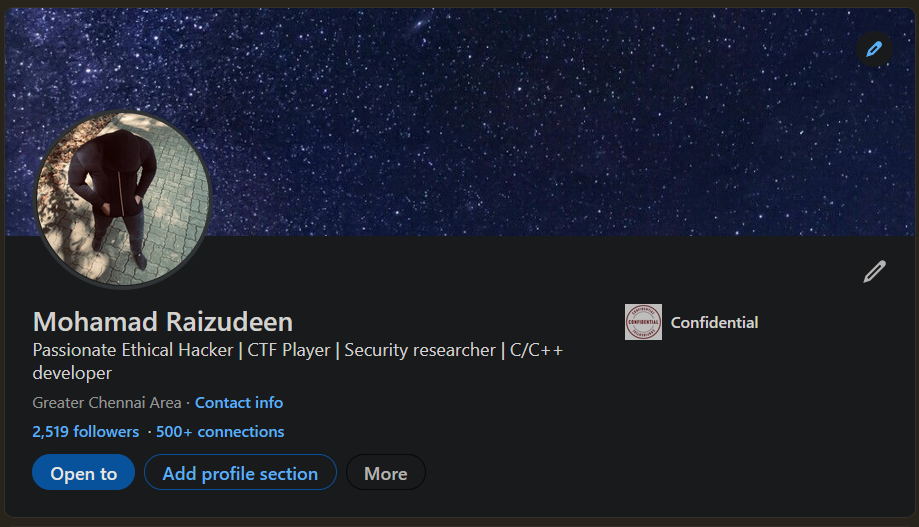 Mohamad Raizudeen
CONFIDENTIAL
Confidential
Passionate Ethical Hacker | CTF Player | Security researcher | C/C++
developer
Greater Chennai Area · Contact info
2,519 followers · 500+ connections
Open to
Add profile section
More